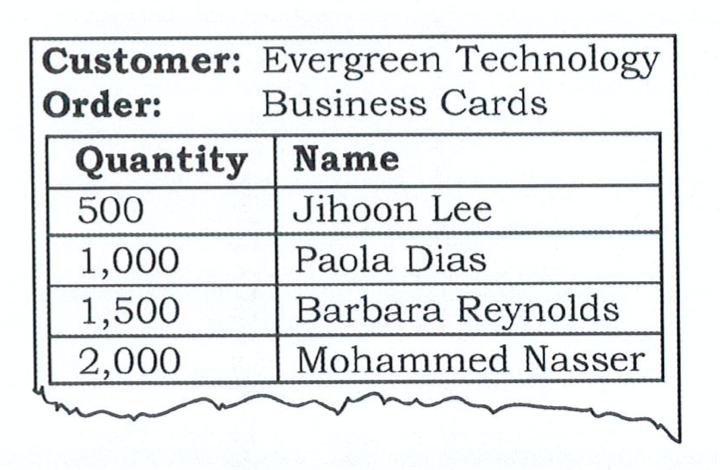 Customer: Evergreen Technology
Order: Business Cards
Quantity Name
500 Jihoon Lee
1,000 Paola Dias
1,500 Barbara Reynolds
2,000 Mohammed Nasser